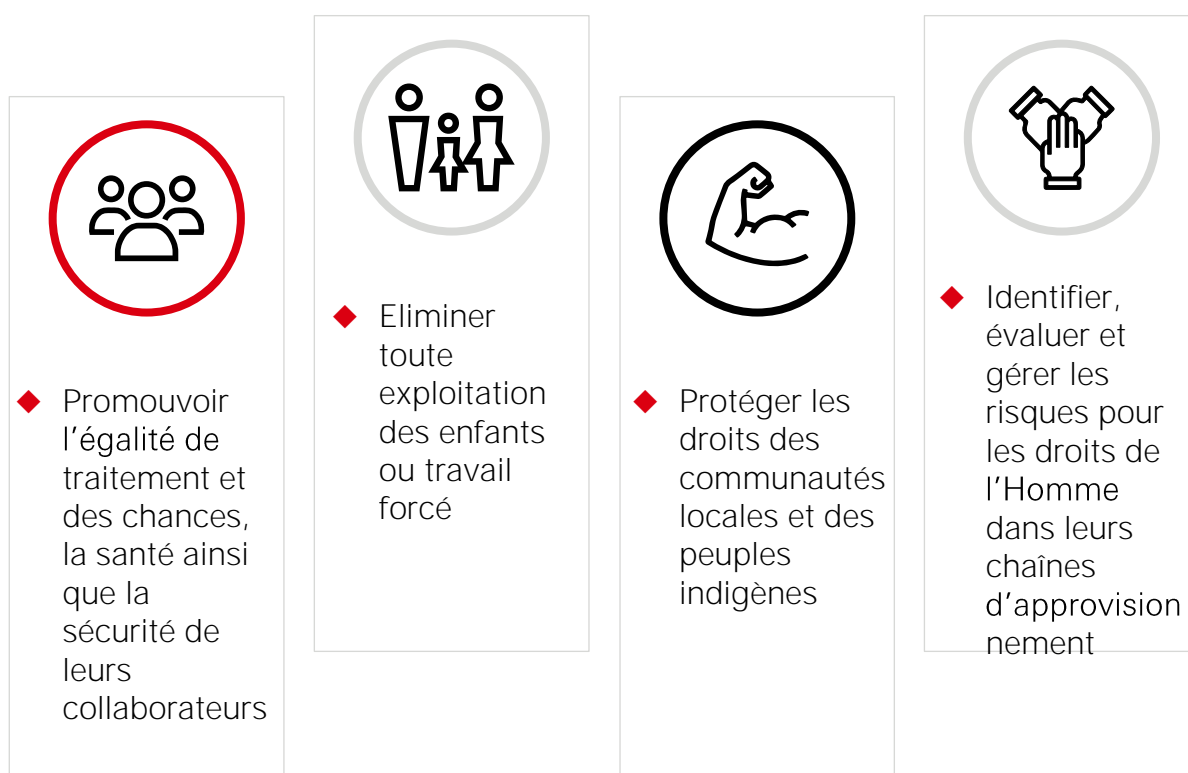 Promouvoir
l'égalité de
traitement et
des chances,
la santé ainsi
que la
sécurité de
leurs
collaborateurs
Eliminer
toute
exploitation
des enfants
ou travail
forcé
Protéger les
droits des
communautés
locales et des
peuples
indigènes
Identifier,
évaluer et
gérer les
risques pour
les droits de
l'Homme
dans leurs
chaînes
d'approvision
nement